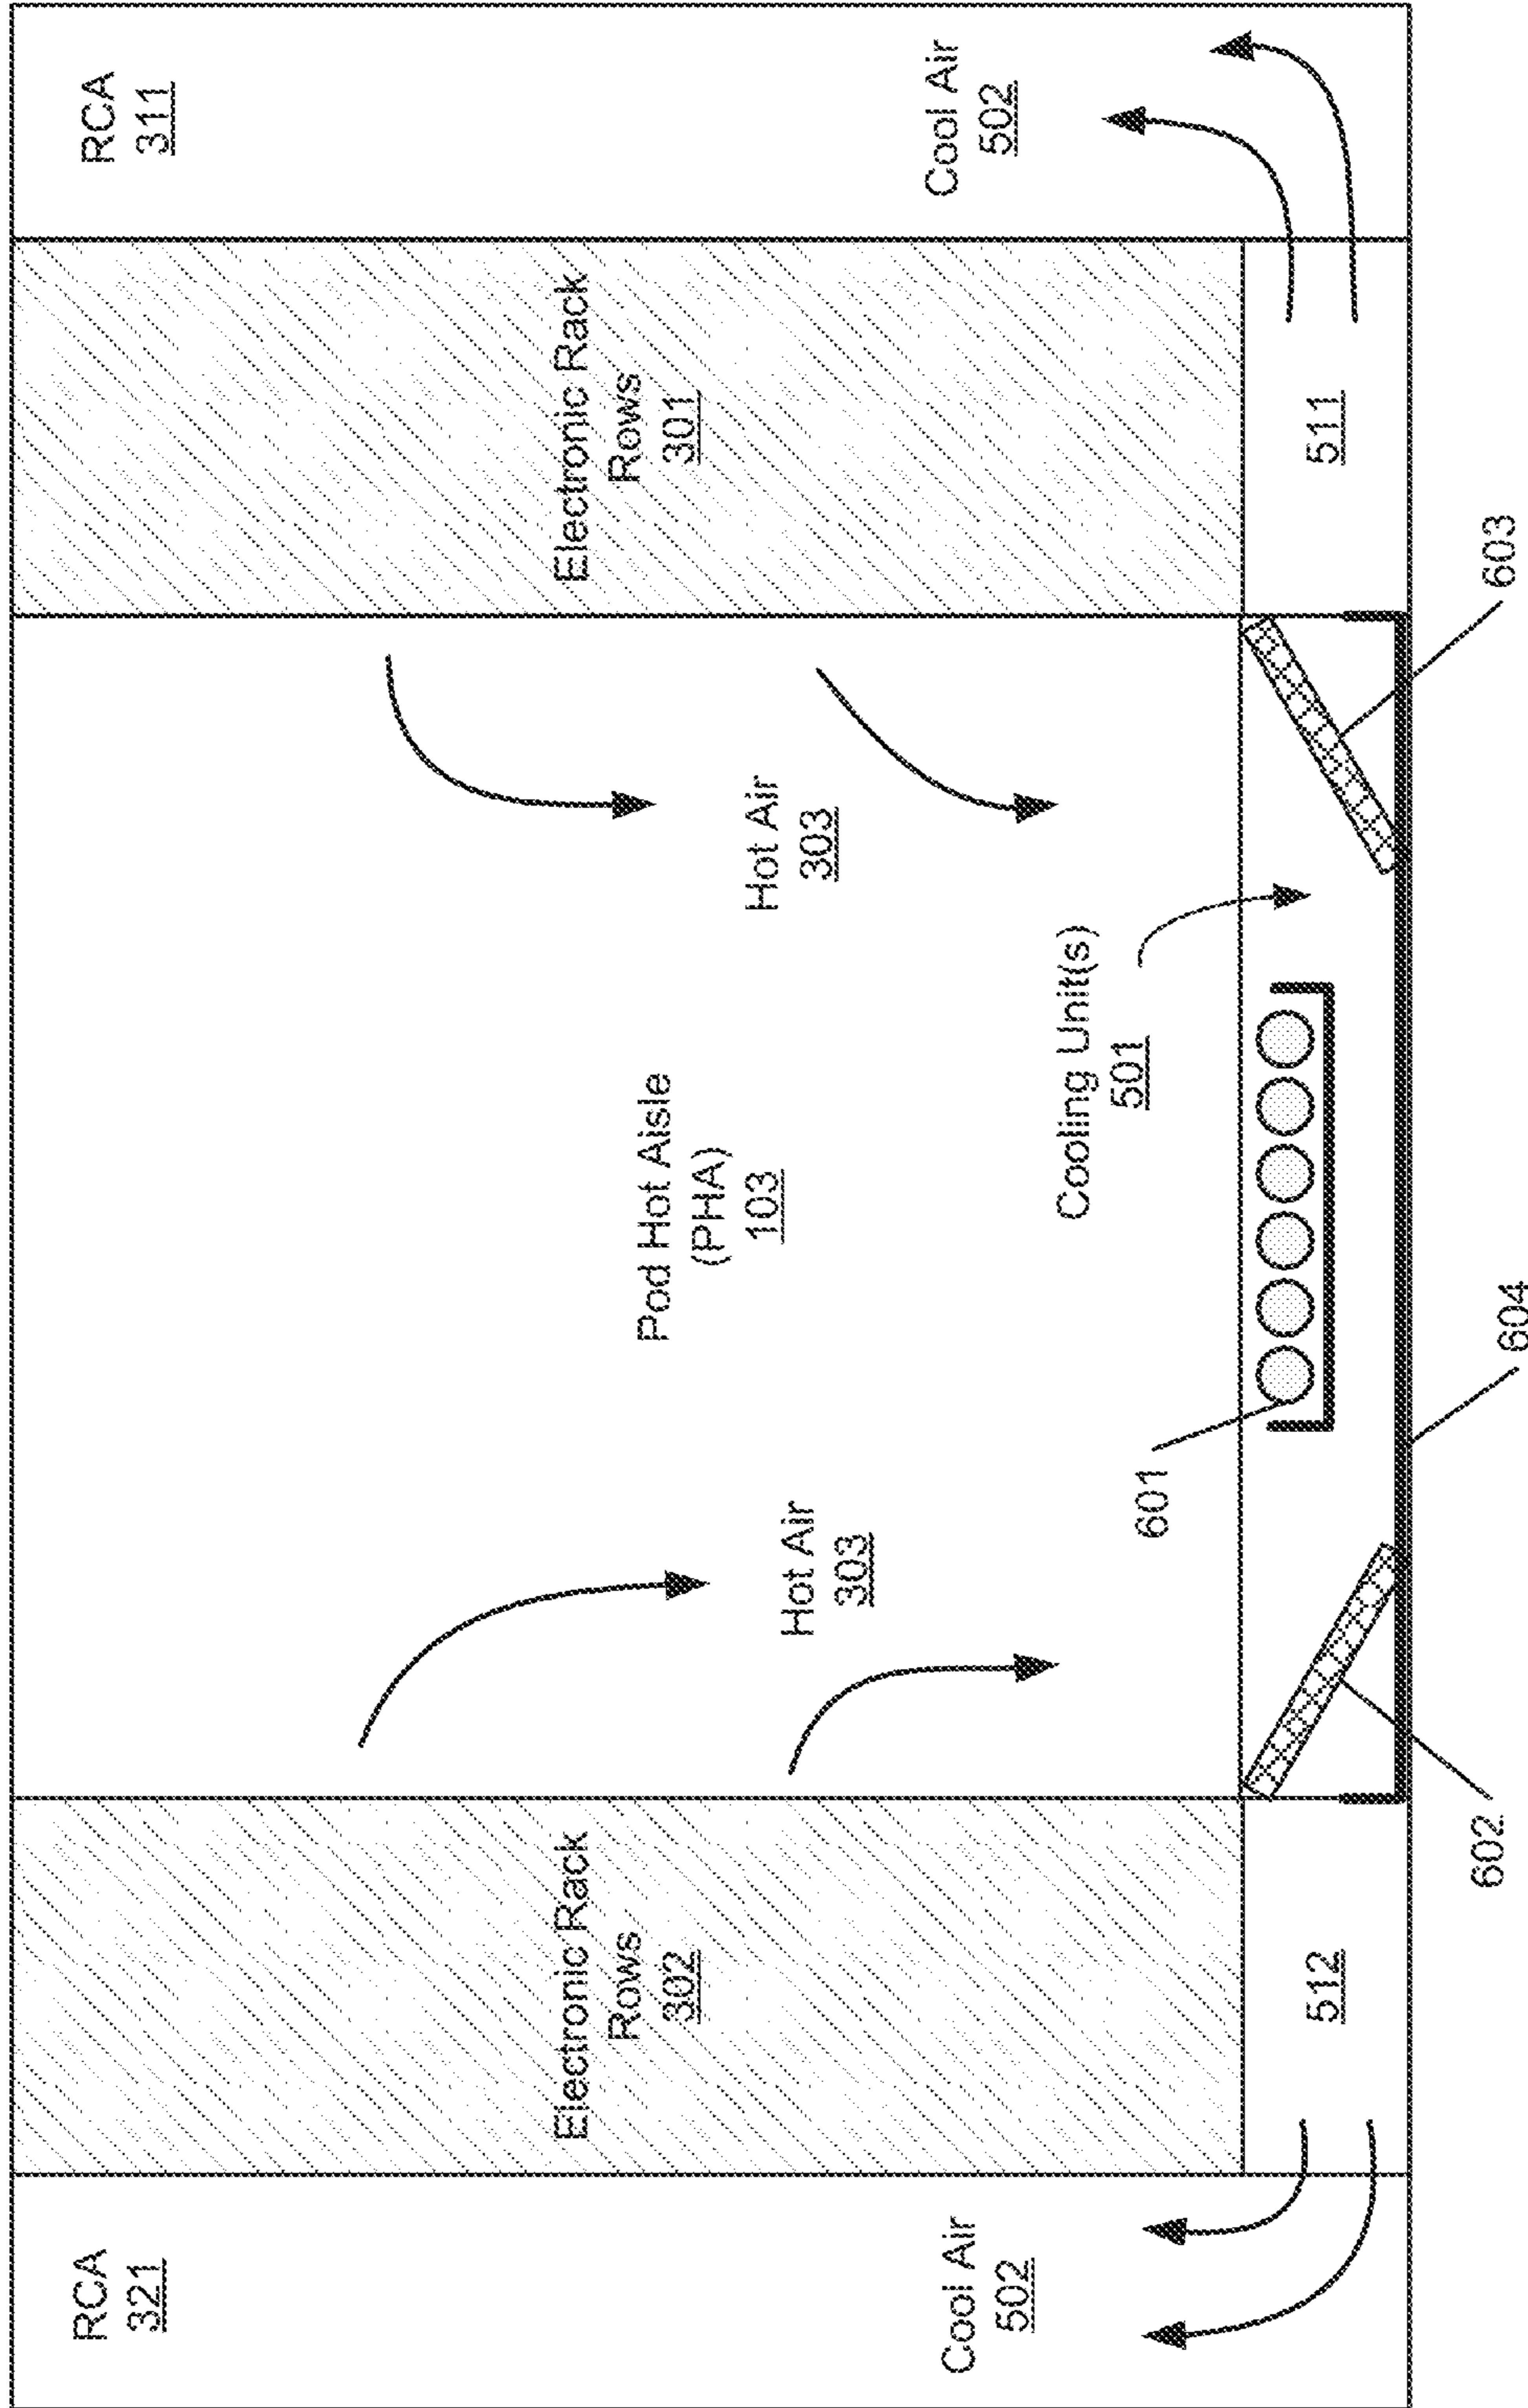 RCA
321
RCA
311
Electronic Rack
Rows
302
Electronic Rack
Rows
301
Pod Hot Aisle
(PHA)
103
Hot Air
303
Hot Air
303
Cool Air
502
Cool Air
502
Cooling Unit(s)
501
601
512
511
602
603
604